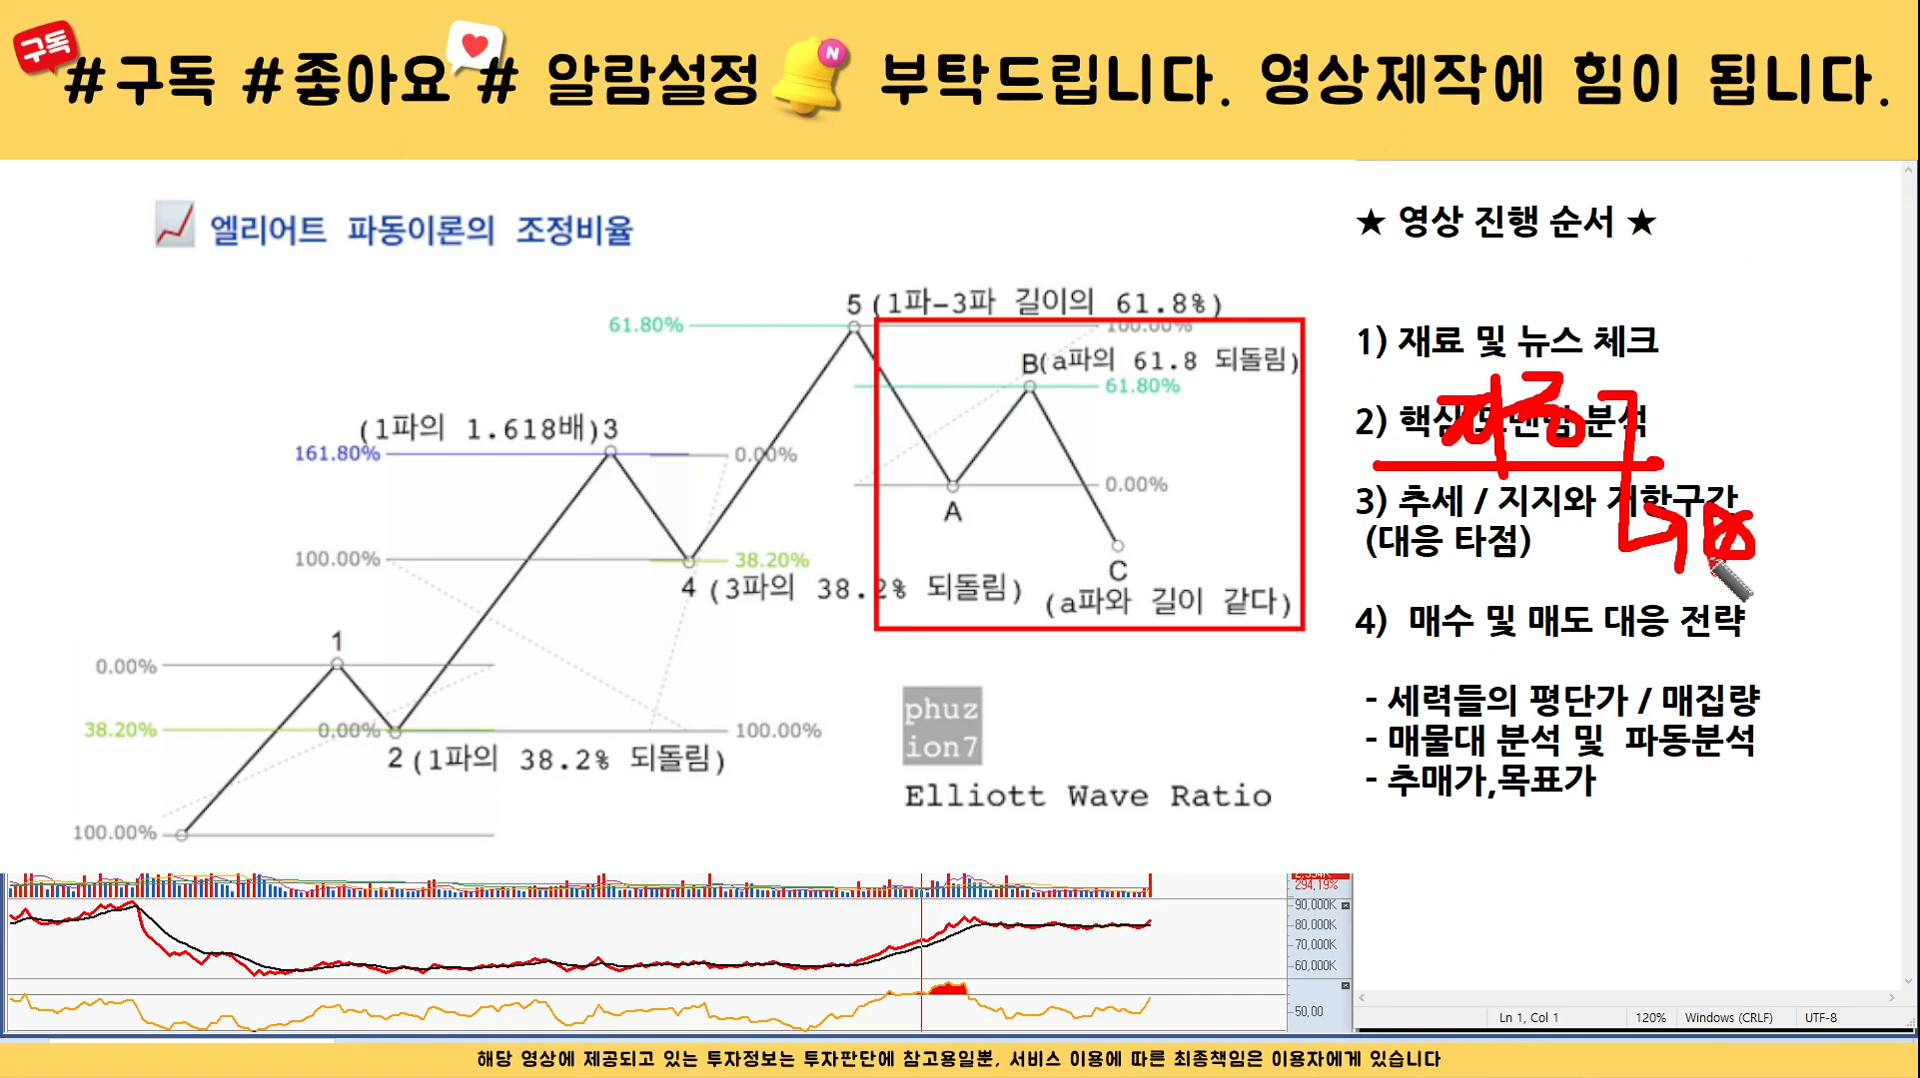 구독
#구독 #좋아요 # 알람설정 N 부탁드립니다. 영상제작에 힘이 됩니다.
엘리어트 파동이론의 조정비율
5 (1파-3파 길이의 61.8%)
61.80%
100.00%
B(a파의 61.8 되돌림)
61.80%
(1파의 1.618배)3
161.80%
0.00%
0.00%
A
100.00%
38.20%
4 (3파의 38.2% 되돌림)
C
(a파와 길이 같다)
1
0.00%
38.20%
0.00%
100.00%
2 (1파의 38.2% 되돌림)
phuz
ion7
Elliott Wave Ratio
100.00%
★ 영상 진행 순서 ★
1) 재료 및 뉴스 체크
2) 핵심 모멘텀 분석
3) 추세 / 지지와 저항구간
(대응 타점)
4) 매수 및 매도 대응 전략
- 세력들의 평단가 / 매집량
- 매물대 분석 및 파동분석
- 추매가,목표가
294,19%
90,000K
80,000K
70,000K
60,000K
50,00
Ln 1, Col 1 120% Windows (CRLF) UTF-8
해당 영상에 제공되고 있는 투자정보는 투자판단에 참고용일뿐, 서비스 이용에 따른 최종책임은 이용자에게 있습니다